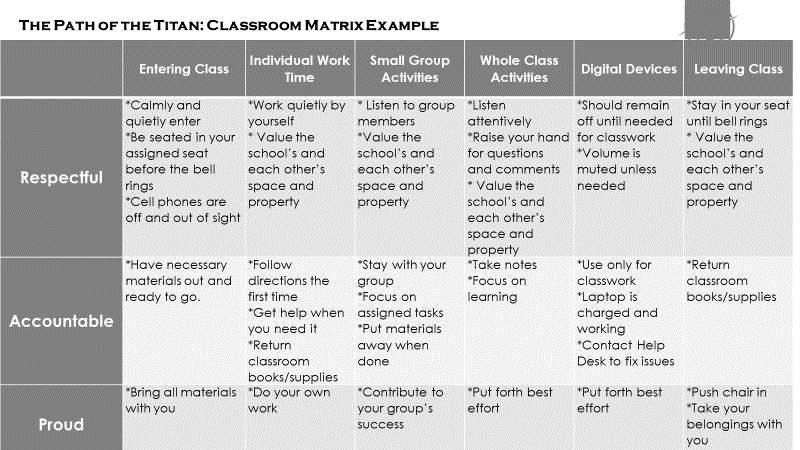 The Path of the Titan: Classroom Matrix Example
Entering Class
Individual Work
Time
Small Group
Activities
Whole Class
Activities
Digital Devices
Leaving Class
Respectful
*Calmly and
quietly enter
*Be seated in your
assigned seat
before the bell
rings
*Cell phones are
off and out of sight
*Work quietly by
yourself
* Value the
school’s and
each other’s
space and
property
* Listen to group
members
*Value the
school’s and
each other’s
space and
property
*Listen
attentively
*Raise your hand
for questions
and comments
* Value the
school’s and
each other’s
space and
property
*Should remain
off until needed
for classwork
*Volume is
muted unless
needed
*Stay in your seat
until bell rings
* Value the
school’s and
each other’s
space and
property
Accountable
*Have necessary
materials out and
ready to go.
*Follow
directions the
first time
*Get help when
you need it
*Return
classroom
books/supplies
*Stay with your
group
*Focus on
assigned tasks
*Put materials
away when
done
*Take notes
*Focus on
learning
*Use only for
classwork
*Laptop is
charged and
working
*Contact Help
Desk to fix issues
*Return
classroom
books/supplies
Proud
*Bring all materials
with you
*Do your own
work
*Contribute to
your group’s
success
*Put forth best
effort
*Put forth best
effort
*Push chair in
*Take your
belongings with
you